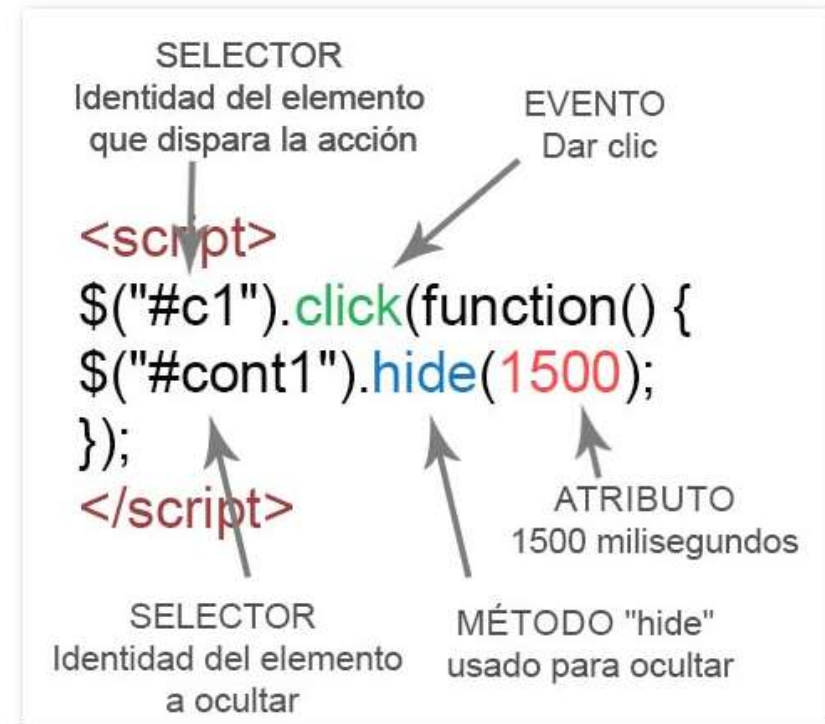 SELECTOR
Identidad del elemento
que dispara la acción
EVENTO
Dar clic
<script>
$("#c1").click(function() {
$("#cont1").hide(1500);
});
</script>
ATRIBUTO
1500 milisegundos
SELECTOR
Identidad del elemento
a ocultar
MÉTODO "hide"
usado para ocultar